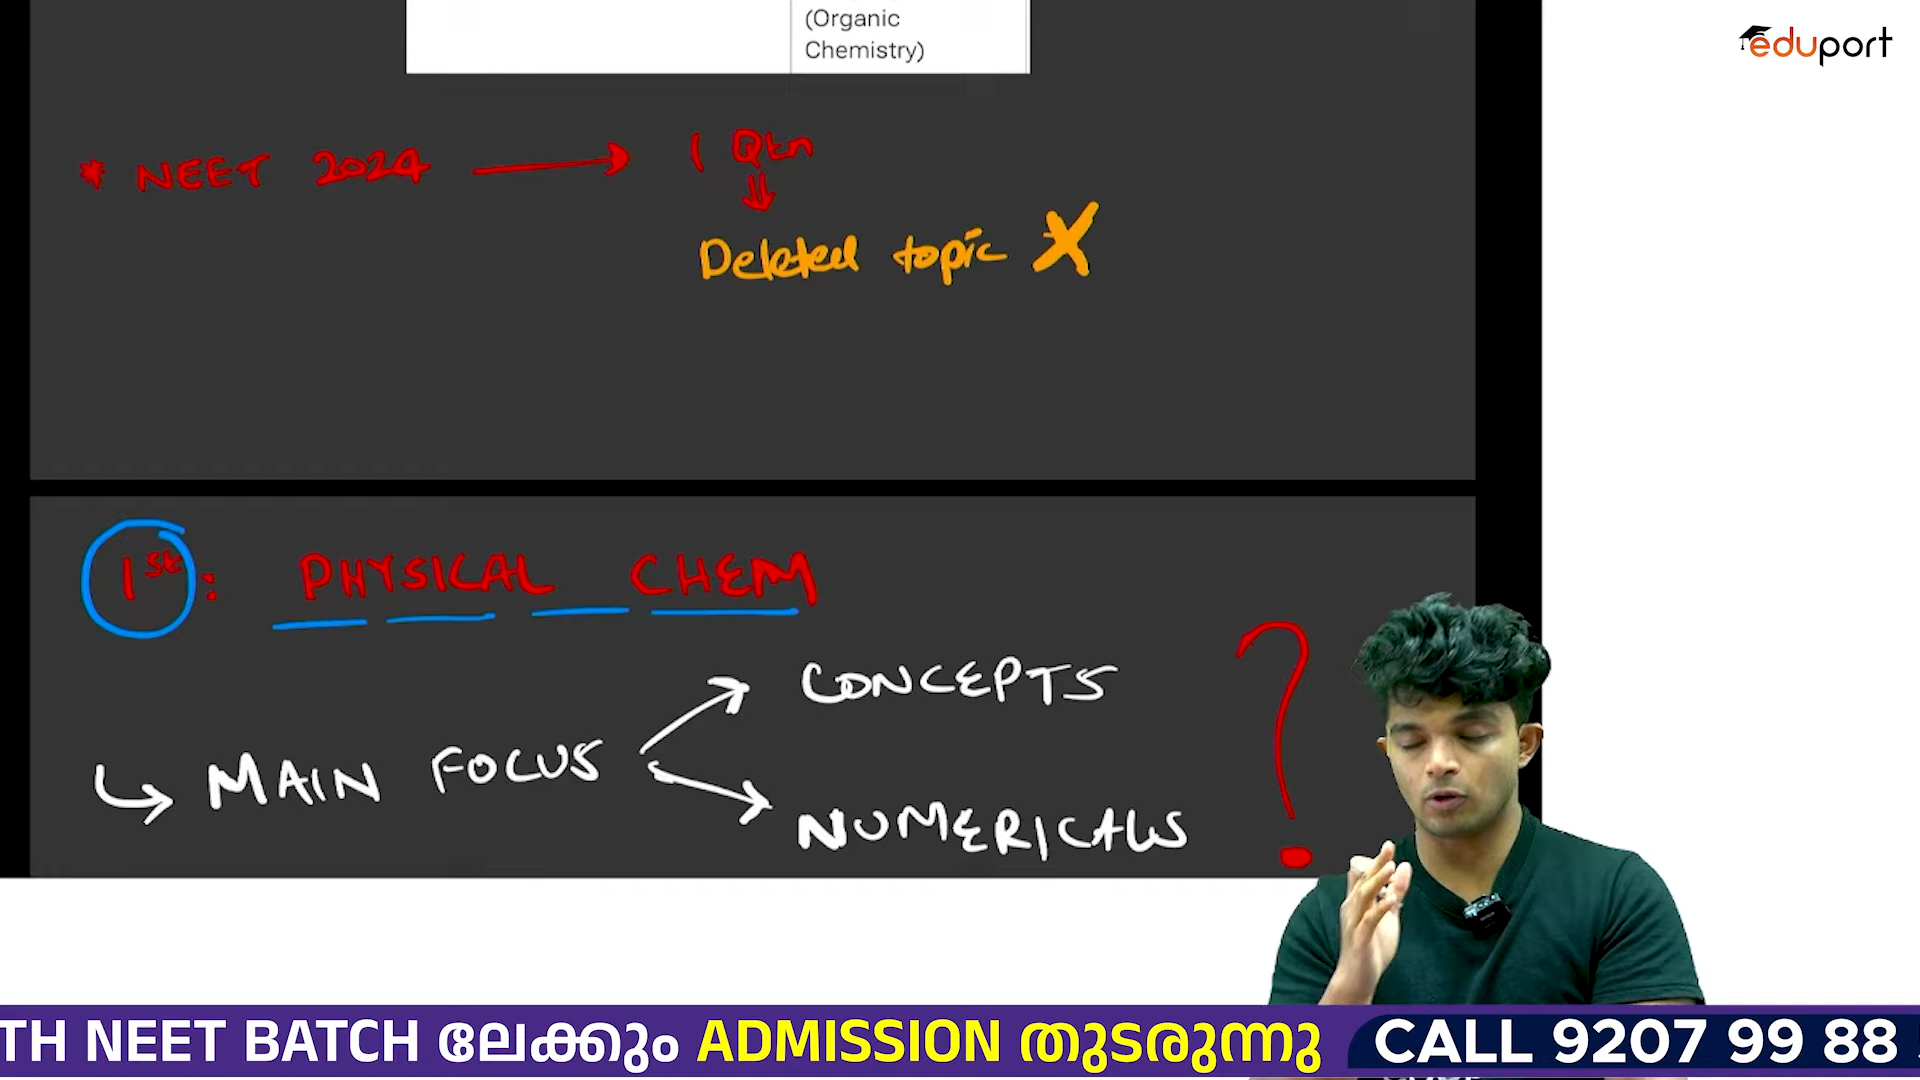 (Organic
Chemistry)
eduport
* NEET 2024 → 1 Qtn
⇓
Deleted topic X
1st : PHYSICAL CHEM
↳ MAIN FOCUS
CONCEPTS
NUMERICALS
?
TH NEET BATCH ലേക്കും ADMISSION തുടരുന്നു
CALL 9207 99 88